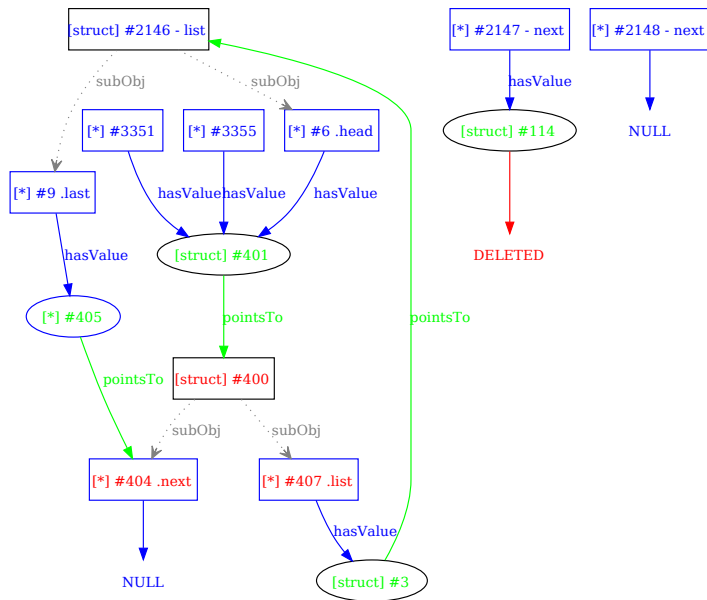 [struct] #2146 - list
[*] #2147 - next
[*] #2148 - next
subObj
subObj
hasValue
[*] #3351
[*] #3355
[*] #6 .head
[struct] #114
NULL
[*] #9 .last
hasValue
hasValue
hasValue
hasValue
[struct] #401
DELETED
[*] #405
pointsTo
pointsTo
pointsTo
[struct] #400
subObj
subObj
[*] #404 .next
[*] #407 .list
hasValue
NULL
[struct] #3